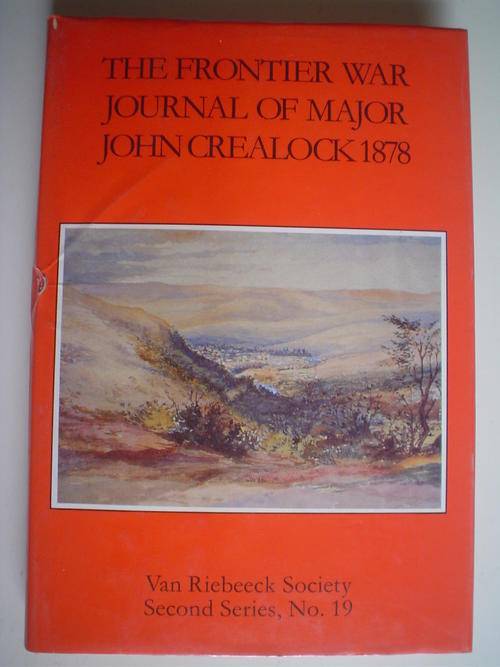 THE FRONTIER WAR
JOURNAL OF MAJOR
JOHN CREALOCK 1878
Van Riebeeck Society
Second Series, No. 19